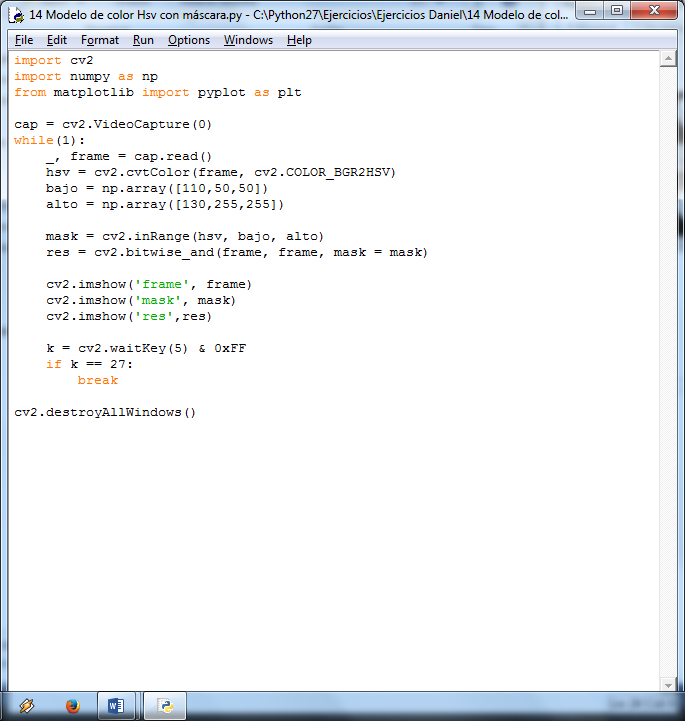 14 Modelo de color Hsv con máscara.py - C:\Python27\Ejercicios\Ejercicios Daniel\14 Modelo de col...
File Edit Format Run Options Windows Help
import cv2
import numpy as np
from matplotlib import pyplot as plt

cap = cv2.VideoCapture(0)
while(1):
    _, frame = cap.read()
    hsv = cv2.cvtColor(frame, cv2.COLOR_BGR2HSV)
    bajo = np.array([110,50,50])
    alto = np.array([130,255,255])

    mask = cv2.inRange(hsv, bajo, alto)
    res = cv2.bitwise_and(frame, frame, mask = mask)

    cv2.imshow('frame', frame)
    cv2.imshow('mask', mask)
    cv2.imshow('res',res)

    k = cv2.waitKey(5) & 0xFF
    if k == 27:
        break

cv2.destroyAllWindows()